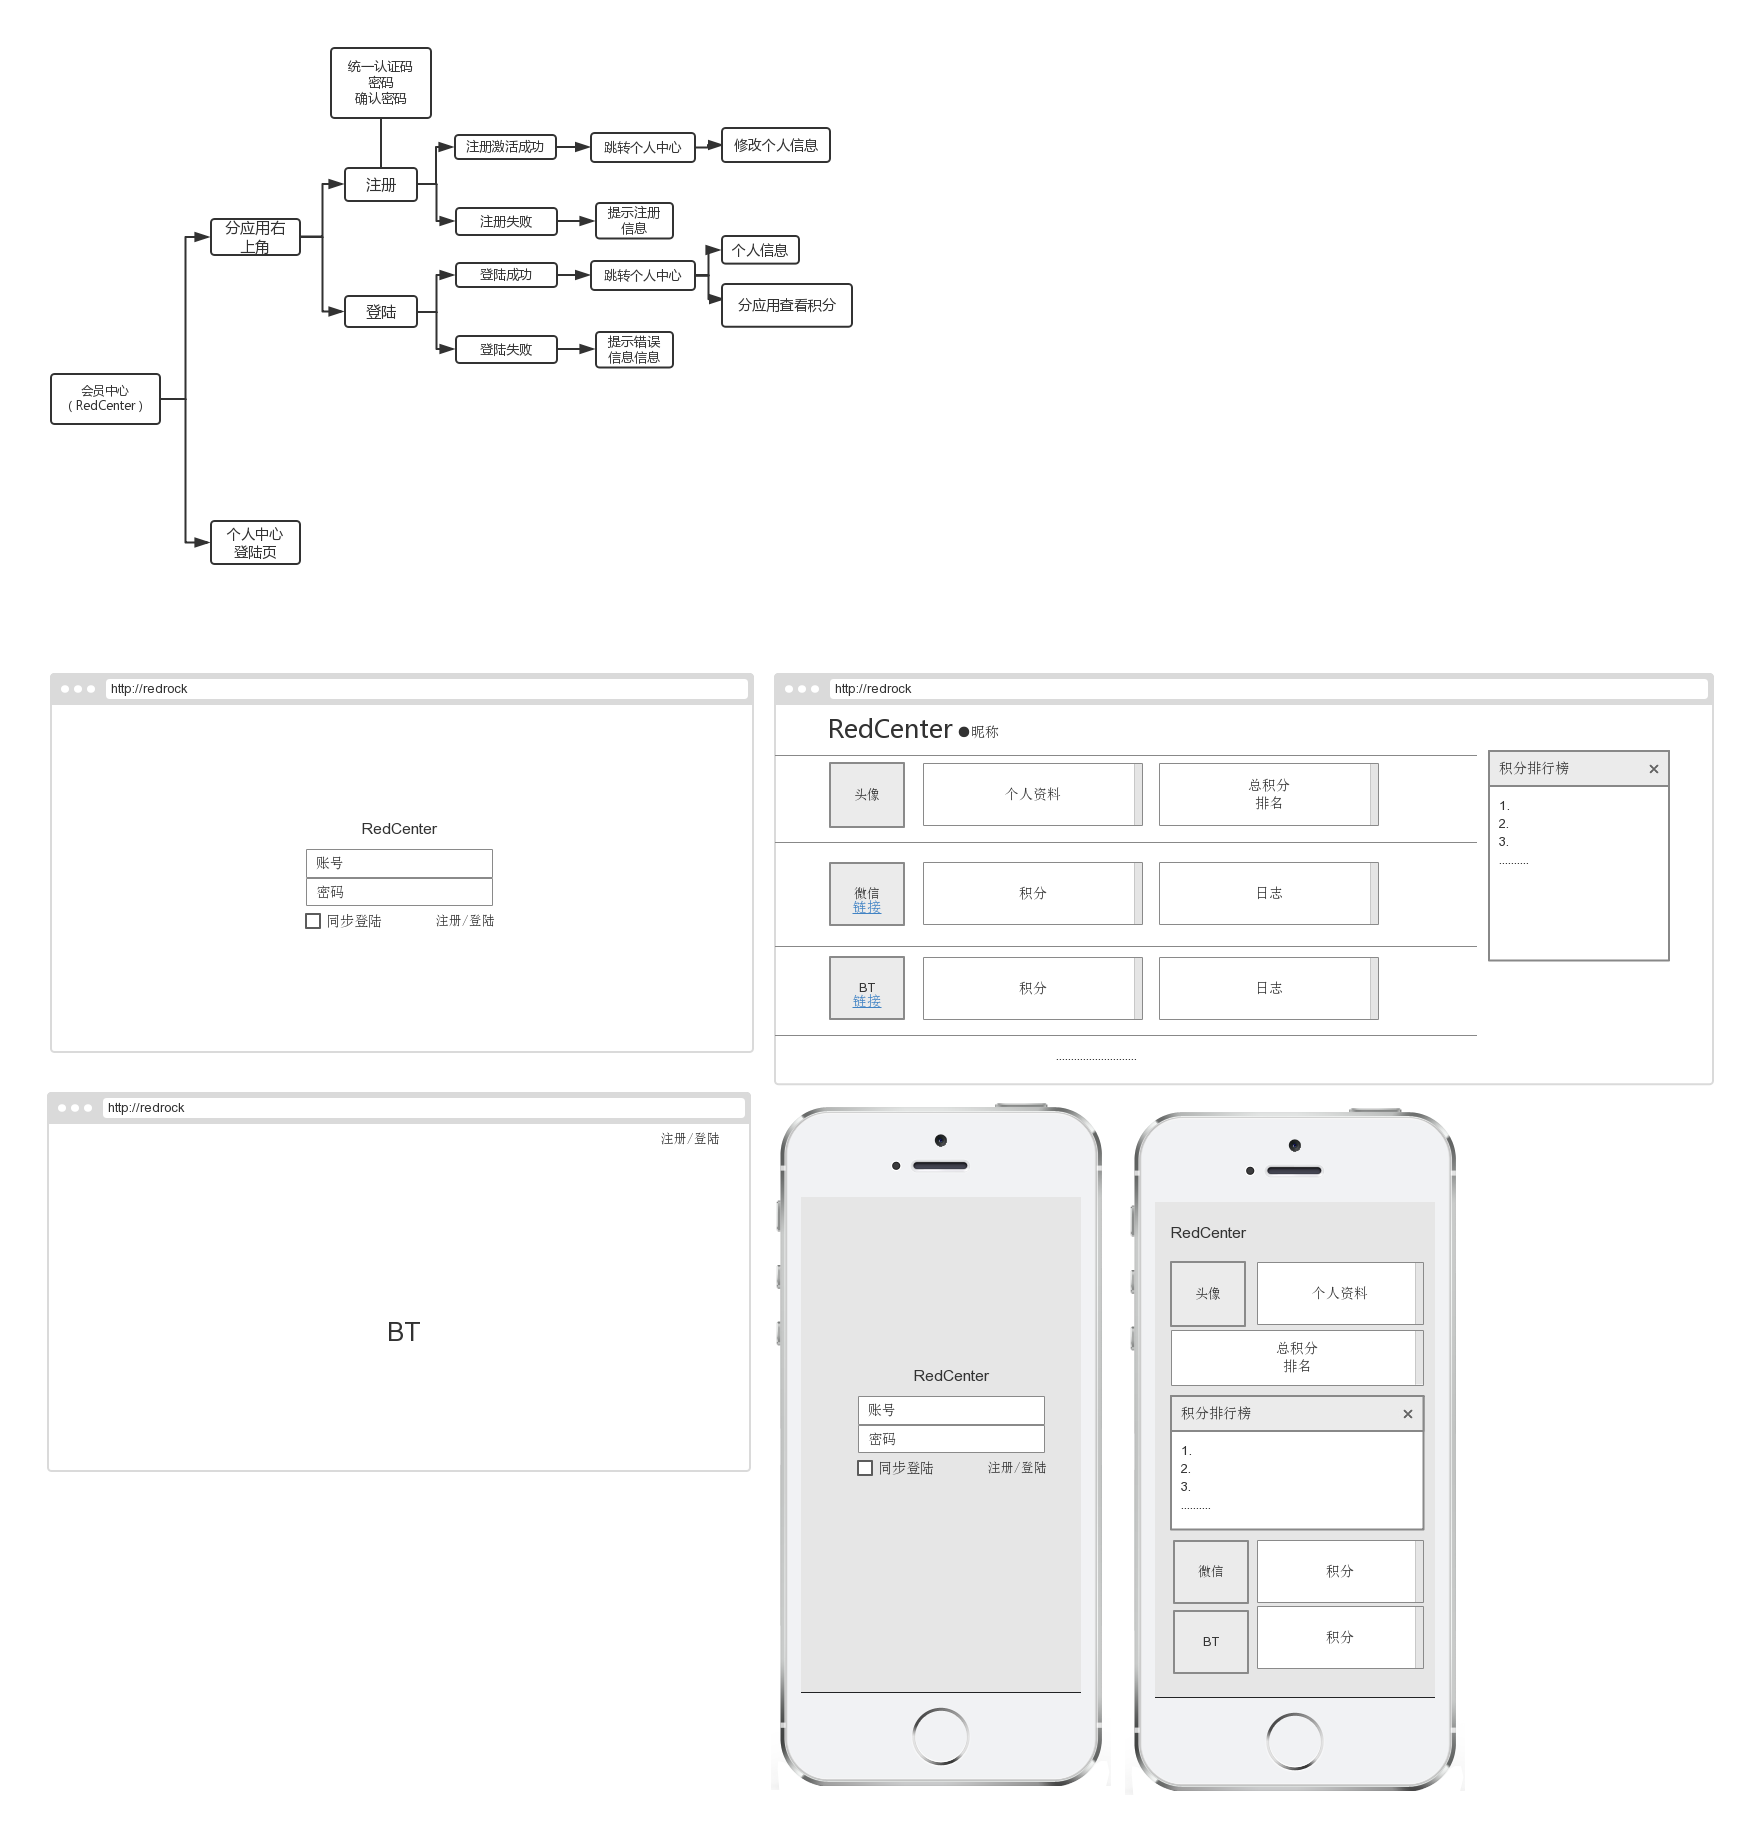 统一认证码
密码
确认密码
注册激活成功
跳转个人中心
修改个人信息
注册
注册失败
提示注册
信息
分应用右
上角
个人信息
登陆成功
跳转个人中心
分应用查看积分
登陆
登陆失败
提示错误
信息信息
会员中心
（RedCenter）
个人中心
登陆页
http://redrock
RedCenter
账号
密码
同步登陆
注册/登陆
http://redrock
RedCenter ●昵称
头像
个人资料
总积分
排名
微信
链接
积分
日志
BT
链接
积分
日志
...........................
积分排行榜
1.
2.
3.
..........
http://redrock
注册/登陆
BT
RedCenter
账号
密码
同步登陆
注册/登陆
RedCenter
头像
个人资料
总积分
排名
积分排行榜
1.
2.
3.
..........
微信
积分
BT
积分